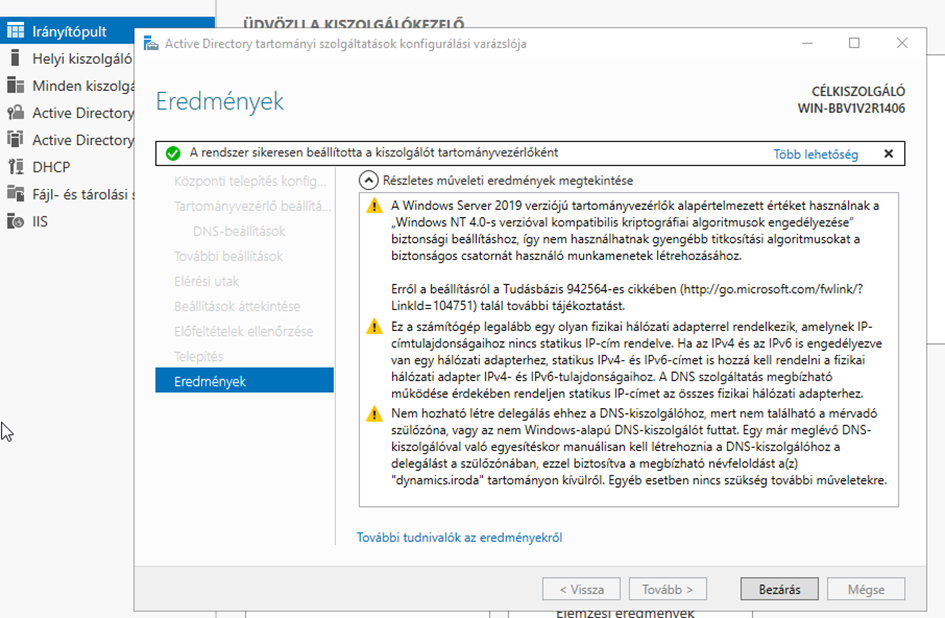 ÜDVÖZLI A KISZOLGÁLÓKEZELŐ
Irányítópult
Helyi kiszolgáló
Minden kiszolgá
Active Directory
Active Directory
DHCP
Fájl- és tárolási s
IIS
Active Directory tartományi szolgáltatások konfigurálási varázslója
Eredmények
CÉLKISZOLGÁLÓ
WIN-BBV1V2R1406
A rendszer sikeresen beállította a kiszolgálót tartományvezérlőként
Több lehetőség
Központi telepítés konfig...
Tartományvezérlő beállítá...
DNS-beállítások
További beállítások
Elérési utak
Beállítások áttekintése
Előfeltételek ellenőrzése
Telepítés
Eredmények
Részletes műveleti eredmények megtekintése
A Windows Server 2019 verziójú tartományvezérlők alapértelmezett értéket használnak a
„Windows NT 4.0-s verzióval kompatibilis kriptográfiai algoritmusok engedélyezése”
biztonsági beállításhoz, így nem használhatnak gyengébb titkosítási algoritmusokat a
biztonságos csatornát használó munkamenetek létrehozásához.
Erről a beállításról a Tudásbázis 942564-es cikkében (http://go.microsoft.com/fwlink/?
LinkId=104751) talál további tájékoztatást.
Ez a számítógép legalább egy olyan fizikai hálózati adapterrel rendelkezik, amelynek IP-
címtulajdonságaihoz nincs statikus IP-cím rendelve. Ha az IPv4 és az IPv6 is engedélyezve
van egy hálózati adapterhez, statikus IPv4- és IPv6-címet is hozzá kell rendelni a fizikai
hálózati adapter IPv4- és IPv6-tulajdonságaihoz. A DNS szolgáltatás megbízható
működése érdekében rendeljen statikus IP-címet az összes fizikai hálózati adapterhez.
Nem hozható létre delegálás ehhez a DNS-kiszolgálóhoz, mert nem található a mérvadó
szülőzóna, vagy az nem Windows-alapú DNS-kiszolgálót futtat. Egy már meglévő DNS-
kiszolgálóval való egyesítéskor manuálisan kell létrehoznia a DNS-kiszolgálóhoz a
delegálást a szülőzónában, ezzel biztosítva a megbízható névfeloldást a(z)
"dynamics.iroda" tartományon kívülről. Egyéb esetben nincs szükség további műveletekre.
További tudnivalók az eredményekről
< Vissza
Tovább >
Bezárás
Mégse
Elemzési eredmények